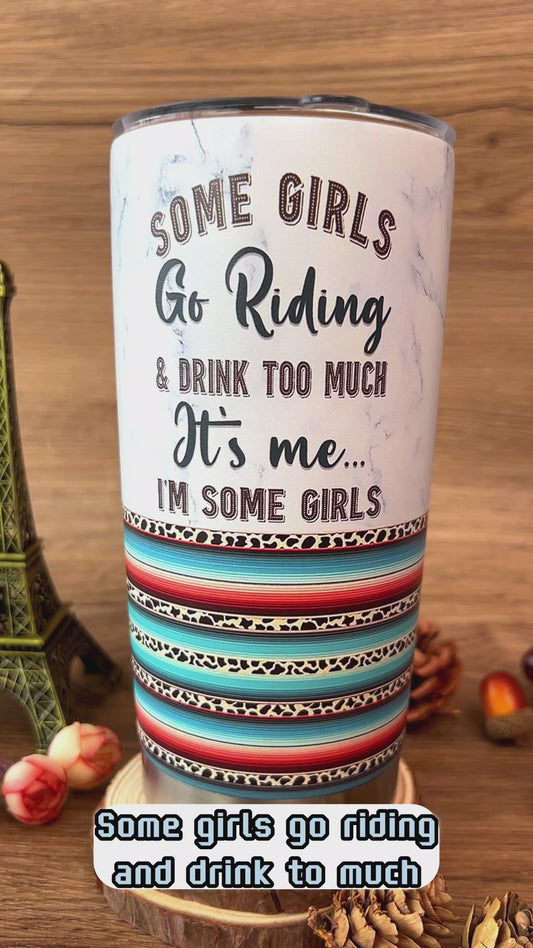 SOME GIRLS
Go Riding
& DRINK TOO MUCH
It's me...
I'M SOME GIRLS
Some girls go riding
and drink to much